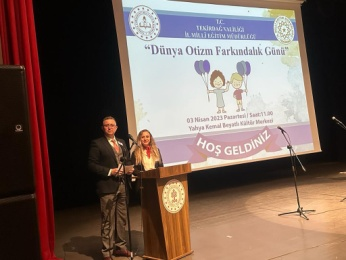 T.C.
TEKİRDAĞ VALİLİĞİ
İL MİLLİ EĞİTİM MÜDÜRLÜĞÜ
“Dünya Otizm Farkındalık Günü”
03 Nisan 2023 Pazartesi / Saat:11.00
Yahya Kemal Beyatlı Kültür Merkezi
HOŞ GELDİNİZ